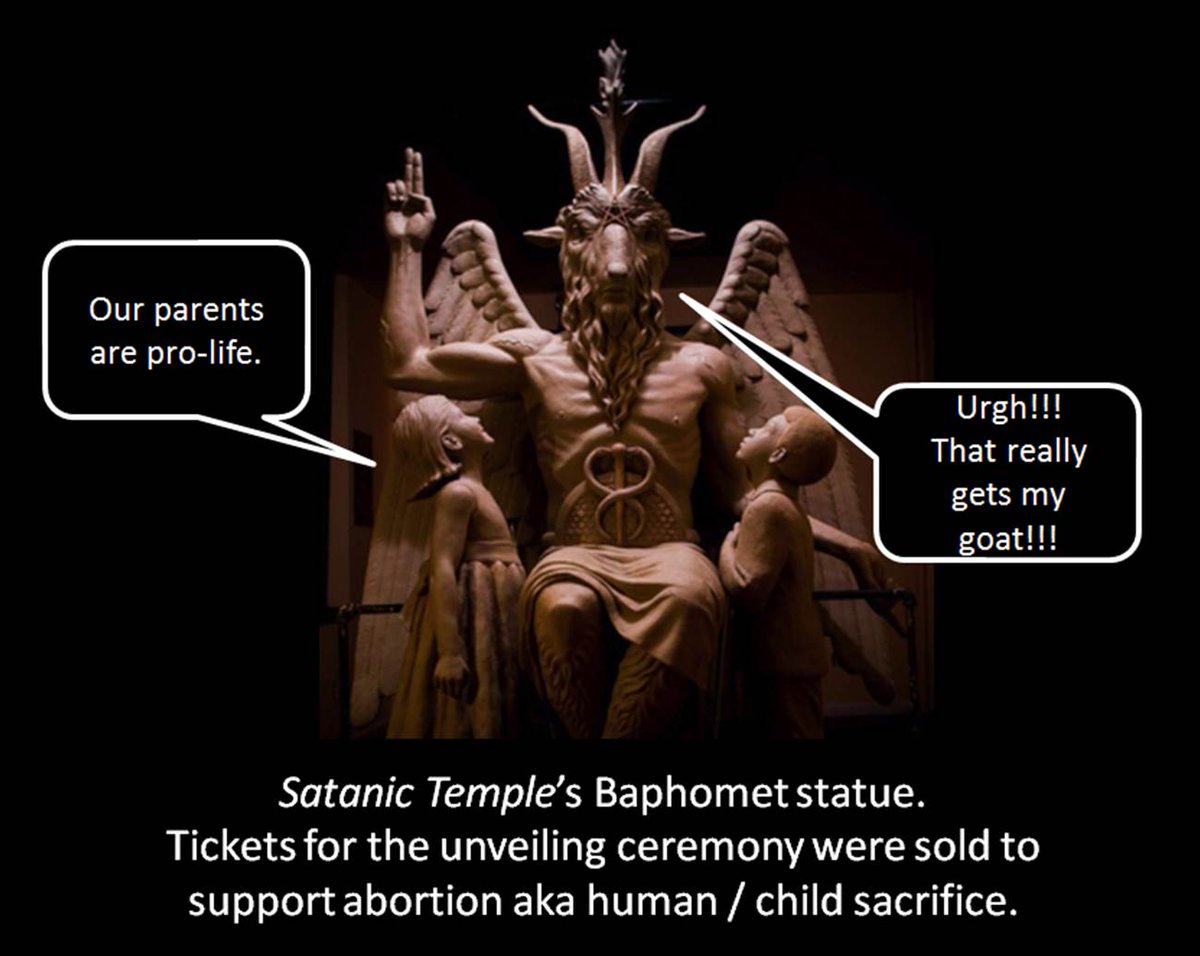 Our parents
are pro-life.
Urgh!!!
That really
gets my
goat!!!
Satanic Temple's Baphomet statue.
Tickets for the unveiling ceremony were sold to
support abortion aka human / child sacrifice.